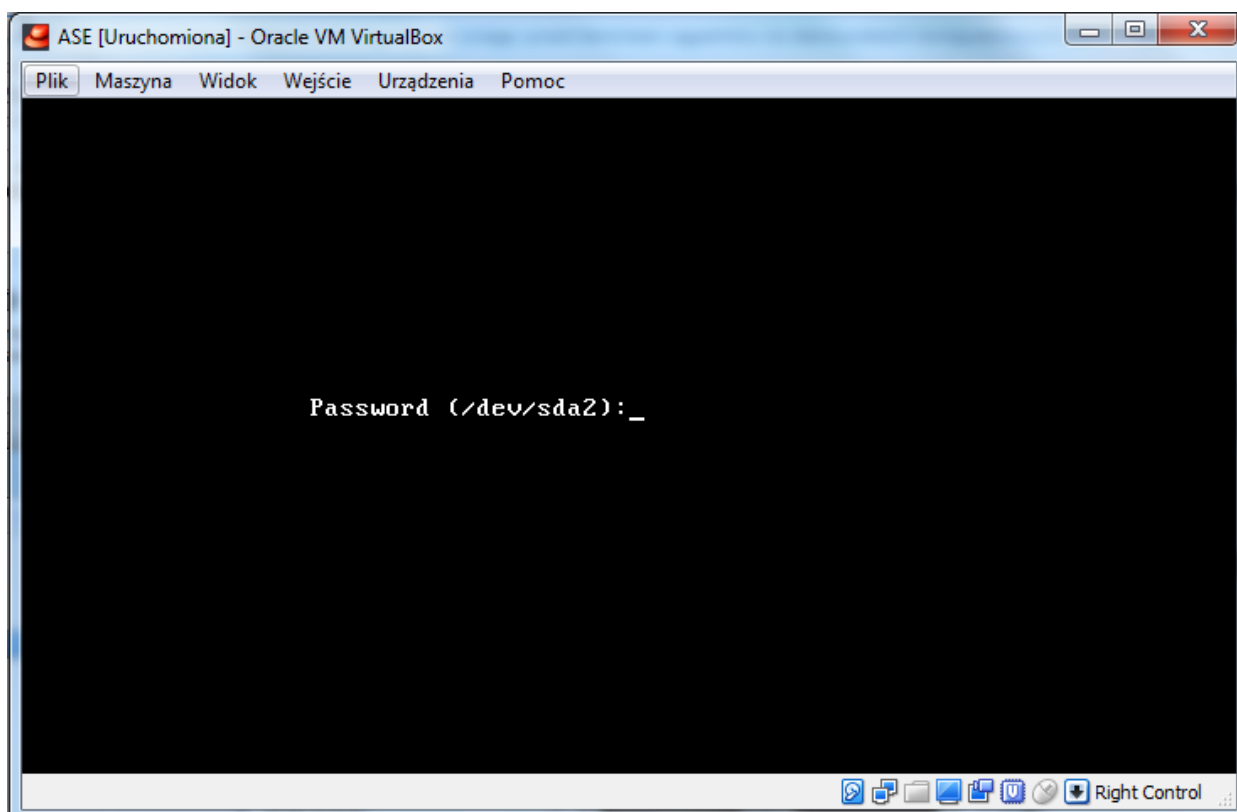 ASE [Uruchomiona] - Oracle VM VirtualBox
Plik Maszyna Widok Wejście Urządzenia Pomoc
Password (/dev/sda2):_
Right Control